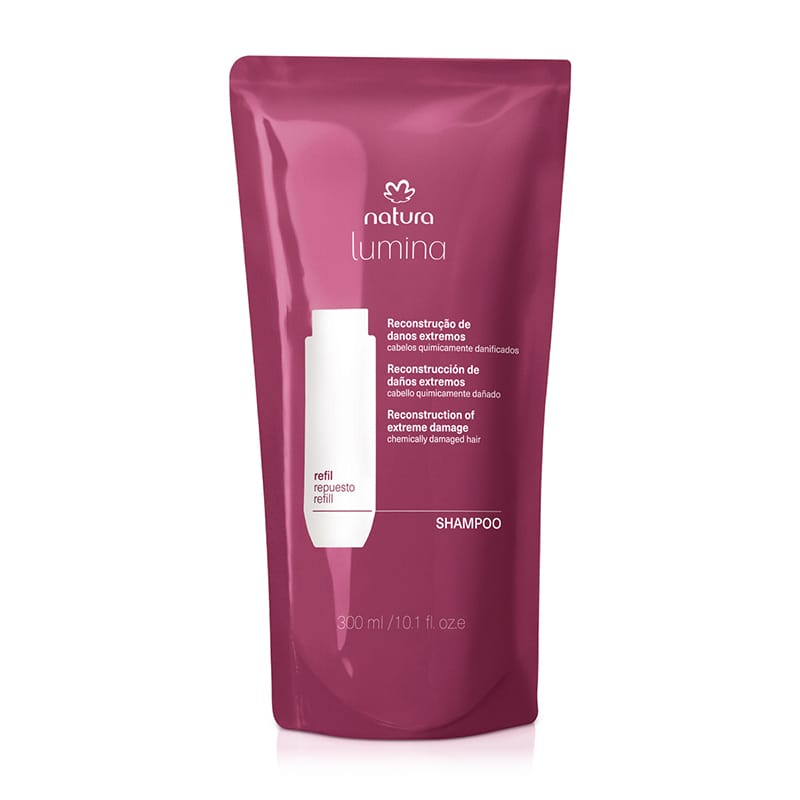 natura
lumina
Reconstrução de
danos extremos
cabelos quimicamente danificados
Reconstrucción de
daños extremos
cabello quimicamente dañado
Reconstruction of
extreme damage
chemically damaged hair
refil
repuesto
refill
SHAMPOO
300 ml /10.1 fl. oz.e